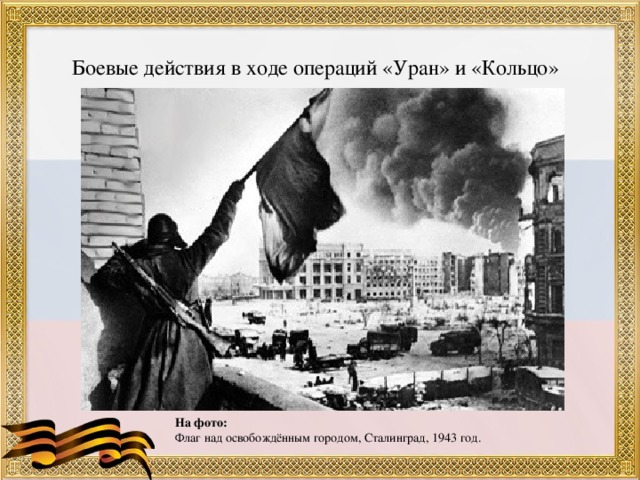 Боевые действия в ходе операций «Уран» и «Кольцо»
На фото:
Флаг над освобождённым городом, Сталинград, 1943 год.